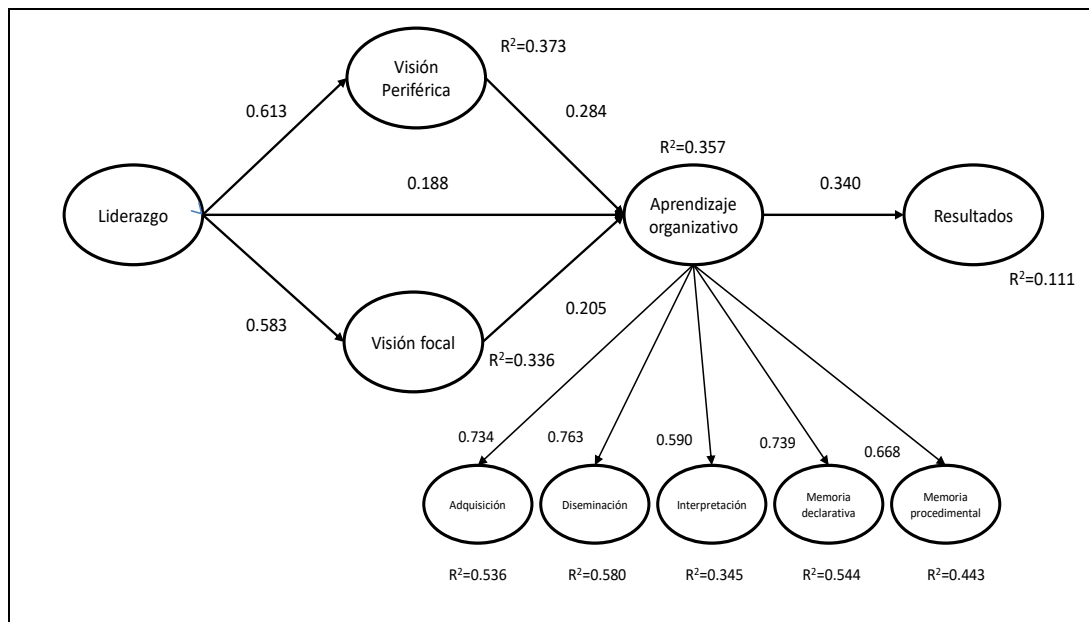 R²=0.373
Visión
Periférica
0.613
0.284
R²=0.357
0.188
0.340
Liderazgo
Aprendizaje
organizativo
Resultados
R²=0.111
0.583
0.205
Visión focal
R²=0.336
0.734
0.763
0.590
0.739
0.668
Adquisición
Diseminación
Interpretación
Memoria
declarativa
Memoria
procedimental
R²=0.536
R²=0.580
R²=0.345
R²=0.544
R²=0.443